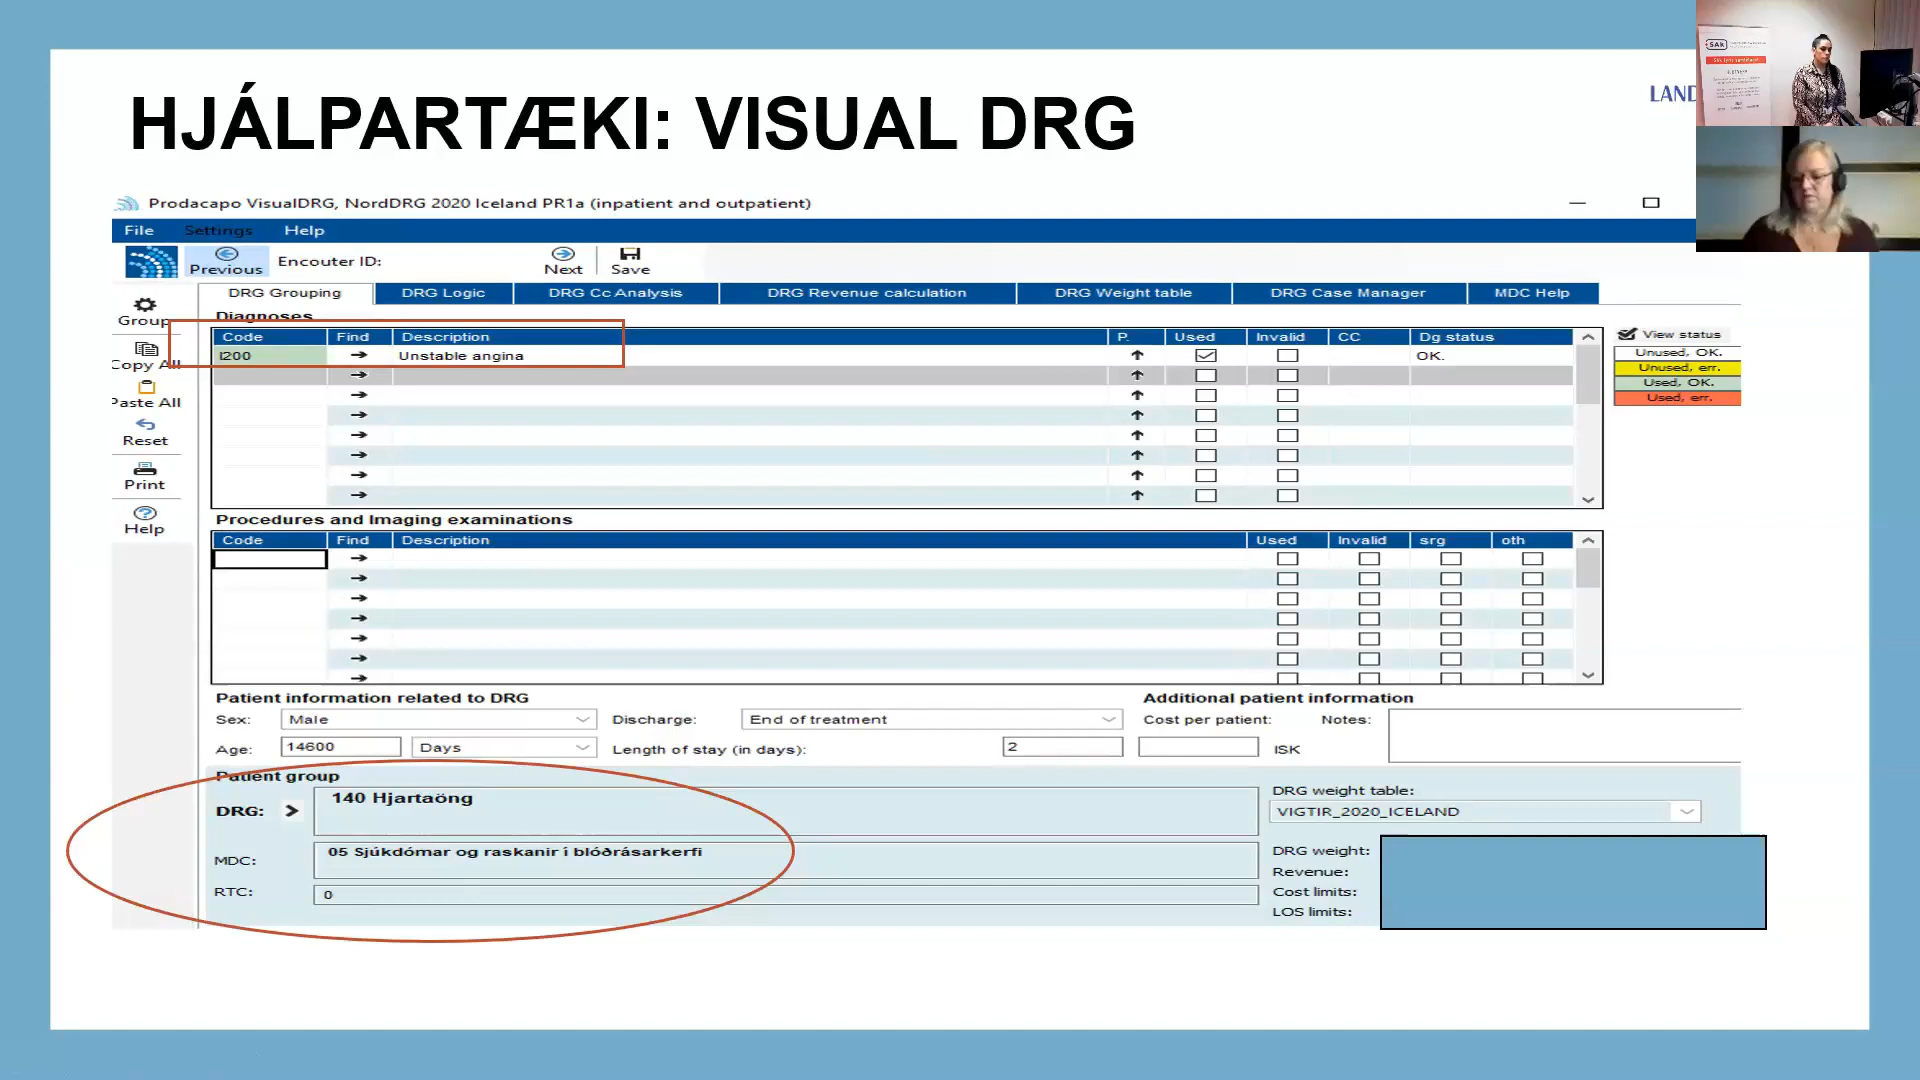 HJÁLPARTÆKI: VISUAL DRG
LAND
SAk
Prodacapo VisualDRG, NordDRG 2020 Iceland PR1a (inpatient and outpatient)
File Settings Help
Previous Encouter ID: Next Save
DRG Grouping DRG Logic DRG Cc Analysis DRG Revenue calculation DRG Weight table DRG Case Manager MDC Help
Group
Copy All
Paste All
Reset
Print
Help
Diagnoses
Code Find Description P. Used Invalid CC Dg status
I200 Unstable angina OK.
View status
Unused, OK.
Unused, err.
Used, OK.
Used, err.
Procedures and Imaging examinations
Code Find Description Used Invalid srg oth
Patient information related to DRG
Sex: Male Discharge: End of treatment
Age: 14600 Days Length of stay (in days): 2
Additional patient information
Cost per patient: Notes:
ISK
Patient group
DRG: 140 Hjartaöng
MDC: 05 Sjúkdómar og raskanir í blóðrásarkerfi
RTC: 0
DRG weight table:
VIGTIR_2020_ICELAND
DRG weight:
Revenue:
Cost limits:
LOS limits: